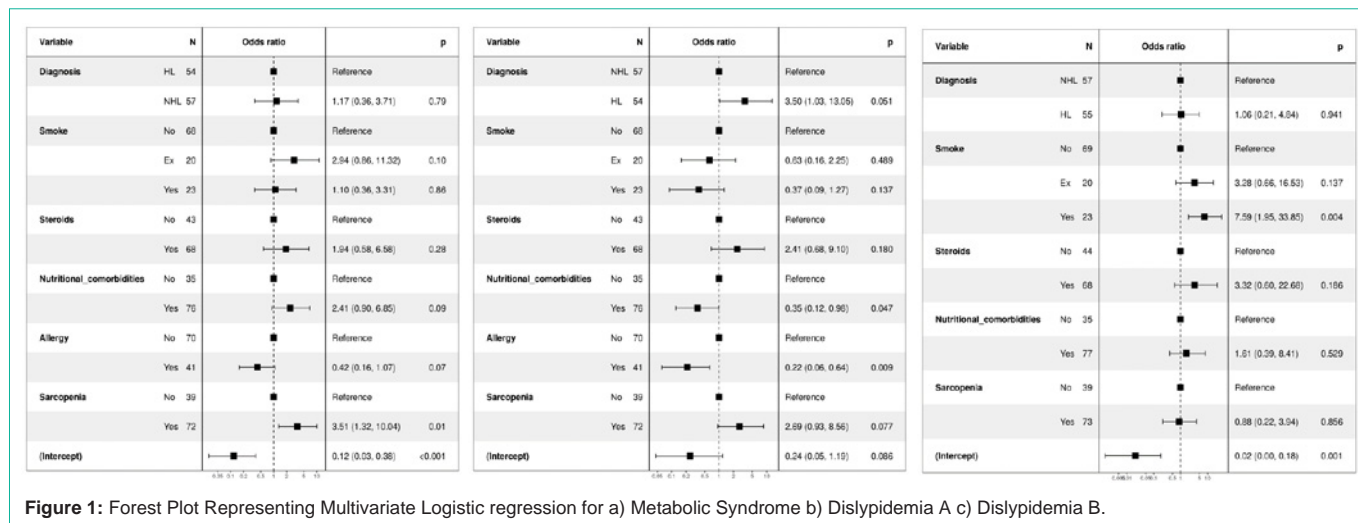 Variable N Odds ratio p
Diagnosis HL 54 Reference
NHL 57 1.17 (0.36, 3.71) 0.79
Smoke No 68 Reference
Ex 20 2.94 (0.86, 11.32) 0.10
Yes 23 1.10 (0.36, 3.31) 0.86
Steroids No 43 Reference
Yes 68 1.94 (0.58, 6.58) 0.28
Nutritional_comorbidities No 35 Reference
Yes 76 2.41 (0.90, 6.85) 0.09
Allergy No 70 Reference
Yes 41 0.42 (0.16, 1.07) 0.07
Sarcopenia No 39 Reference
Yes 72 3.51 (1.32, 10.04) 0.01
(Intercept) 0.12 (0.03, 0.38) <0.001
Variable N Odds ratio p
Diagnosis NHL 57 Reference
HL 54 3.50 (1.03, 13.05) 0.051
Smoke No 68 Reference
Ex 20 0.63 (0.16, 2.25) 0.489
Yes 23 0.37 (0.09, 1.27) 0.137
Steroids No 43 Reference
Yes 68 2.41 (0.68, 9.10) 0.180
Nutritional_comorbidities No 35 Reference
Yes 76 0.35 (0.12, 0.98) 0.047
Allergy No 70 Reference
Yes 41 0.22 (0.06, 0.64) 0.009
Sarcopenia No 39 Reference
Yes 72 2.69 (0.93, 8.56) 0.077
(Intercept) 0.24 (0.05, 1.19) 0.086
Variable N Odds ratio p
Diagnosis NHL 57 Reference
HL 55 1.06 (0.21, 4.84) 0.941
Smoke No 69 Reference
Ex 20 3.28 (0.66, 16.53) 0.137
Yes 23 7.59 (1.95, 33.85) 0.004
Steroids No 44 Reference
Yes 68 3.32 (0.60, 22.68) 0.186
Nutritional_comorbidities No 35 Reference
Yes 77 1.61 (0.39, 8.41) 0.529
Sarcopenia No 39 Reference
Yes 73 0.88 (0.22, 3.94) 0.856
(Intercept) 0.02 (0.00, 0.18) 0.001
Figure 1: Forest Plot Representing Multivariate Logistic regression for a) Metabolic Syndrome b) Dislypidemia A c) Dislypidemia B.